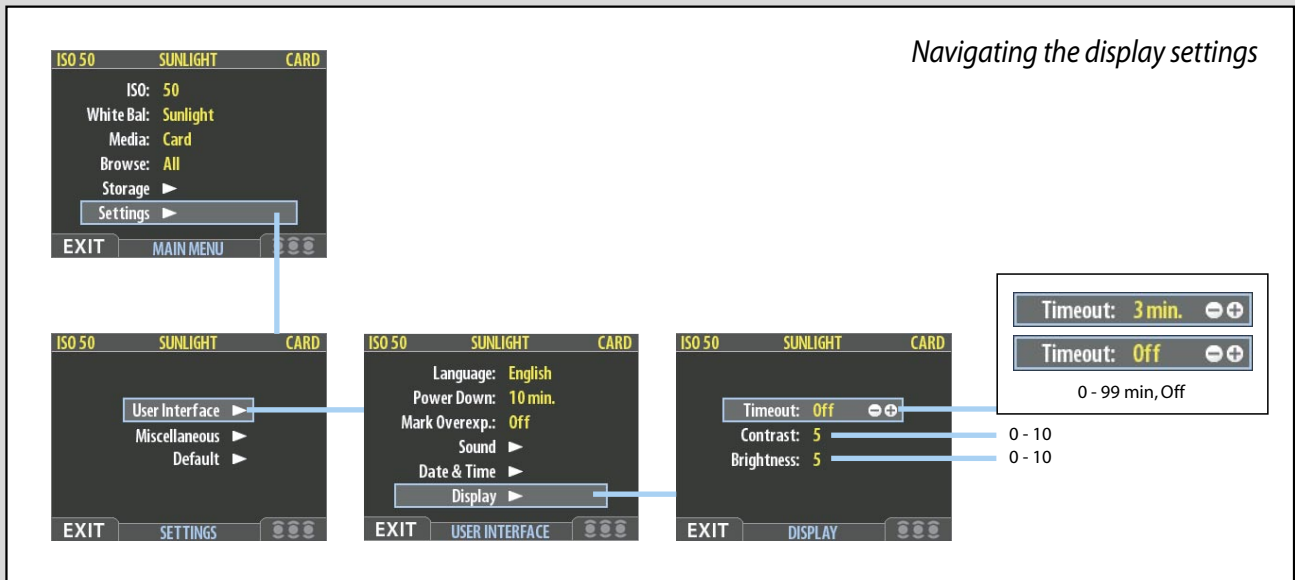 Navigating the display settings
ISO 50 SUNLIGHT CARD
ISO: 50
White Bal: Sunlight
Media: Card
Browse: All
Storage
Settings
EXIT MAIN MENU
ISO 50 SUNLIGHT CARD
User Interface
Miscellaneous
Default
EXIT SETTINGS
ISO 50 SUNLIGHT CARD
Language: English
Power Down: 10 min.
Mark Overexp.: Off
Sound
Date & Time
Display
EXIT USER INTERFACE
ISO 50 SUNLIGHT CARD
Timeout: Off
Contrast: 5
Brightness: 5
EXIT DISPLAY
Timeout: 3 min.
Timeout: Off
0 - 99 min, Off
0 - 10
0 - 10